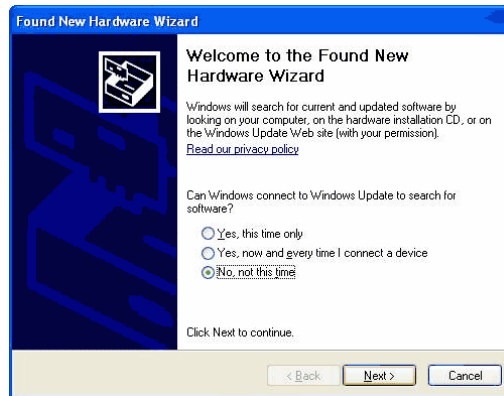 Found New Hardware Wizard
Welcome to the Found New
Hardware Wizard
Windows will search for current and updated software by
looking on your computer, on the hardware installation CD, or on
the Windows Update Web site (with your permission).
Read our privacy policy
Can Windows connect to Windows Update to search for
software?
Yes, this time only
Yes, now and every time I connect a device
No, not this time
Click Next to continue.
< Back
Next >
Cancel